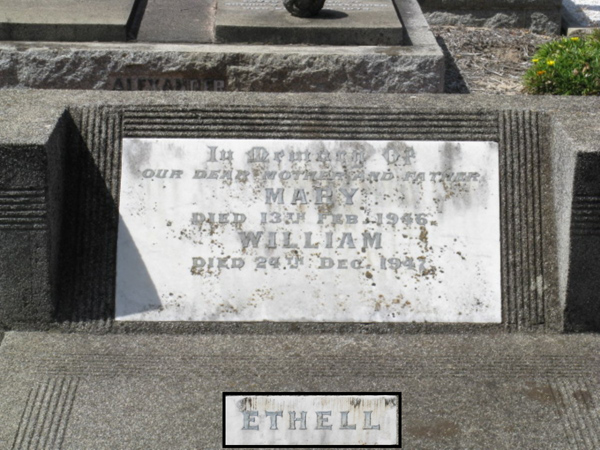 ALEXANDER
In Memory Of
OUR DEAR MOTHER AND FATHER
MARY
DIED 13TH FEB. 1946.
WILLIAM
DIED 24TH DEC. 1947.
ETHELL